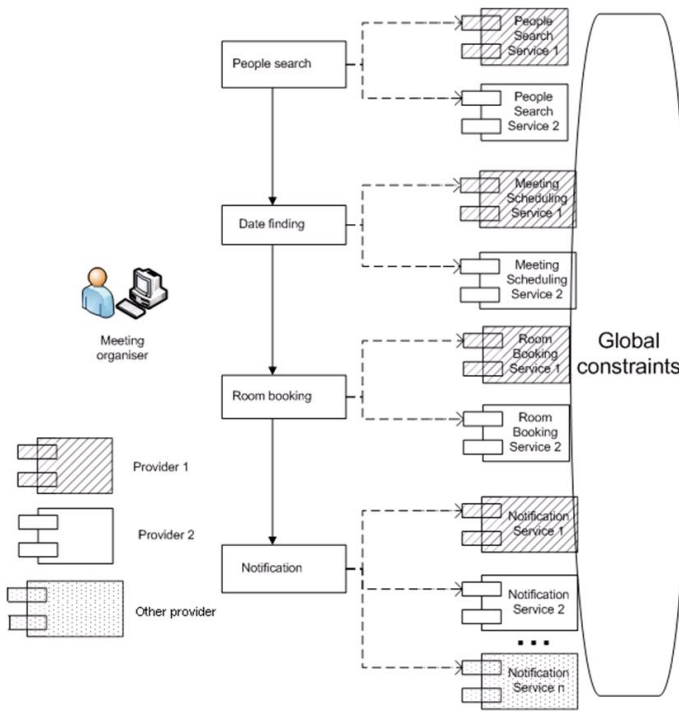 People
Search
Service 1
People search
People
Search
Service 2
Meeting
Scheduling
Service 1
Date finding
Meeting
Scheduling
Service 2
Meeting
organiser
Room
Booking
Service 1
Global
constraints
Room booking
Room
Booking
Service 2
Provider 1
Notification
Service 1
Provider 2
Notification
Notification
Service 2
Other provider
...
Notification
Service n